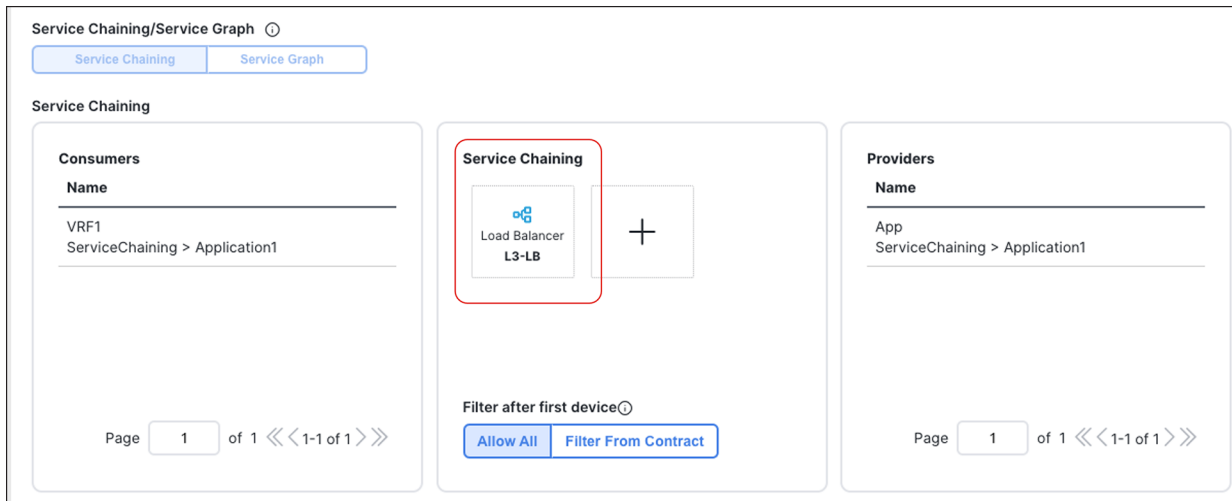 Service Chaining/Service Graph
Service Chaining
Service Graph
Service Chaining
Consumers
Name
VRF1
ServiceChaining > Application1
Page 1 of 1 1-1 of 1
Service Chaining
Load Balancer
L3-LB
Filter after first device
Allow All
Filter From Contract
Providers
Name
App
ServiceChaining > Application1
Page 1 of 1 1-1 of 1